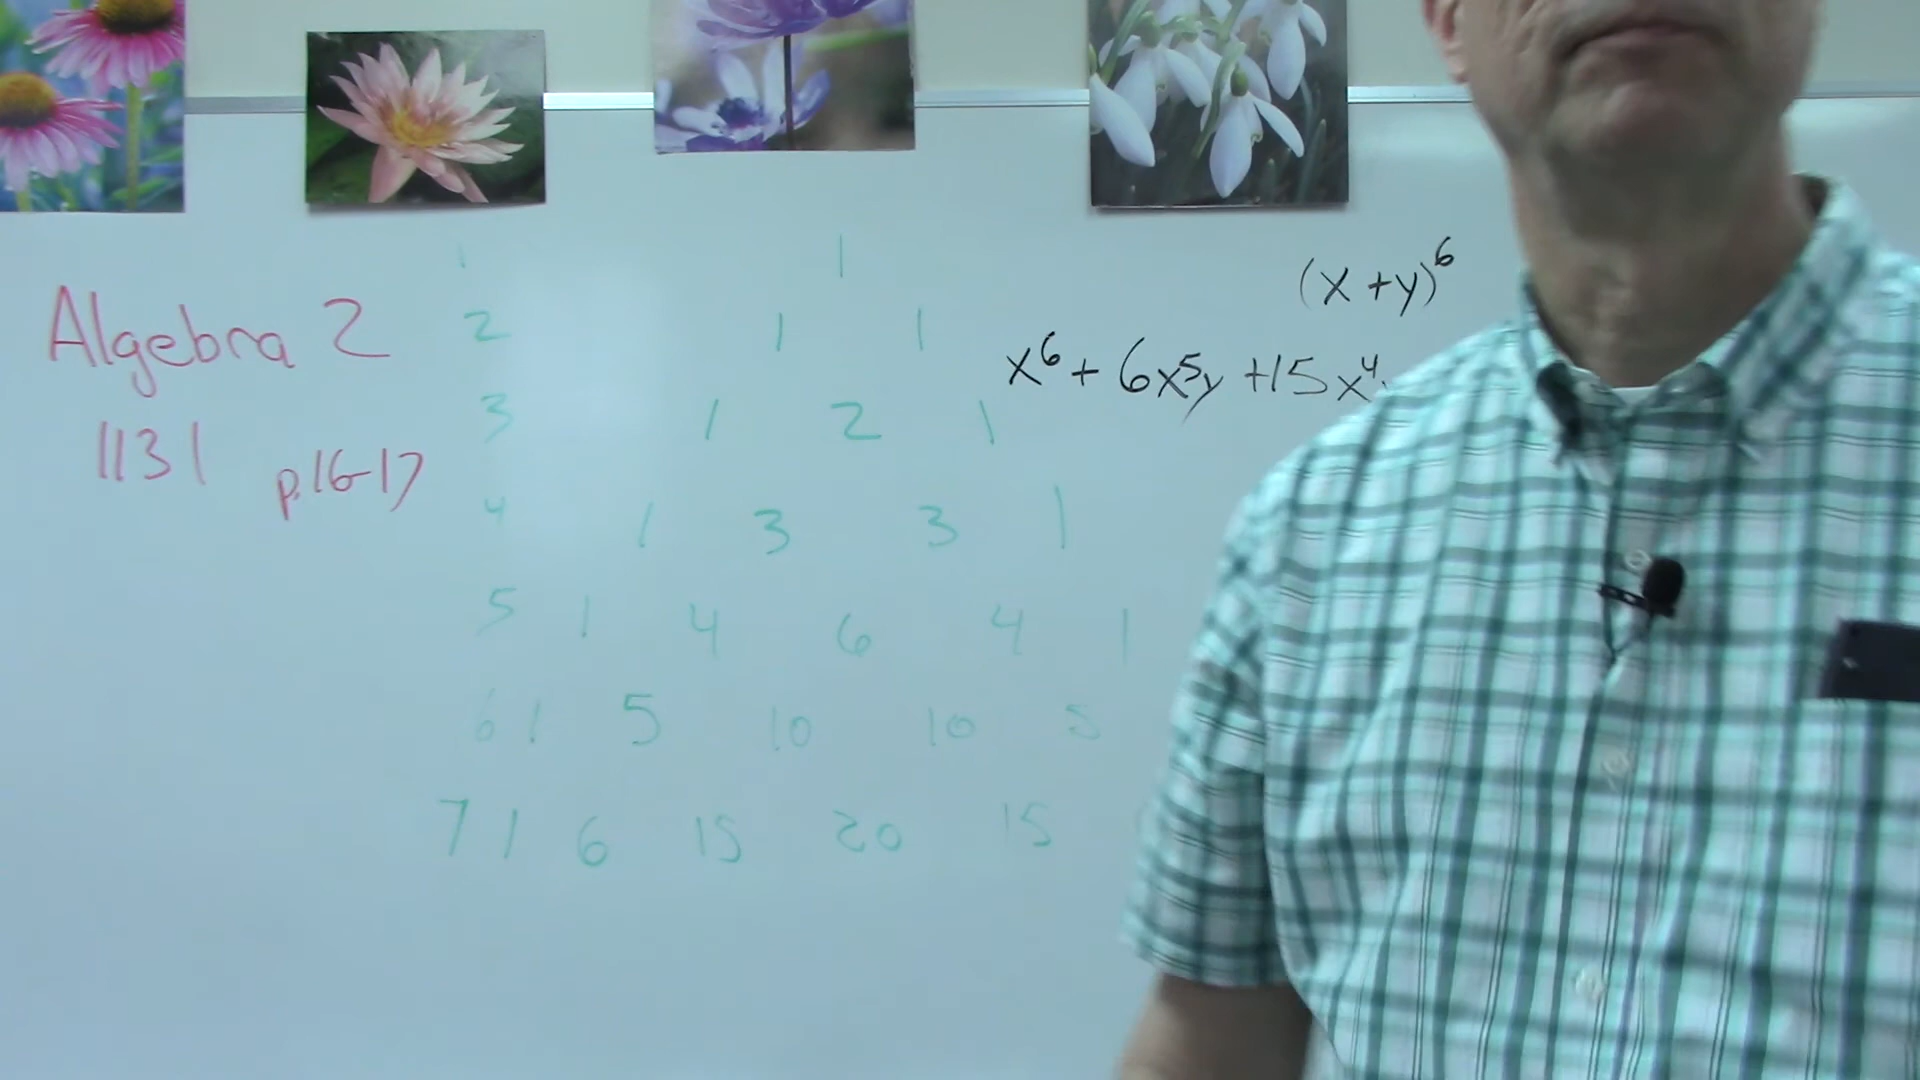 1 1
(x+y)^6
Algebra 2
2 1 1
x^6 + 6x^5y +15x^4
3 1 2 1
1131 p.16-17
4 1 3 3 1
5 1 4 6 4 1
6 1 5 10 10 5
7 1 6 15 20 15